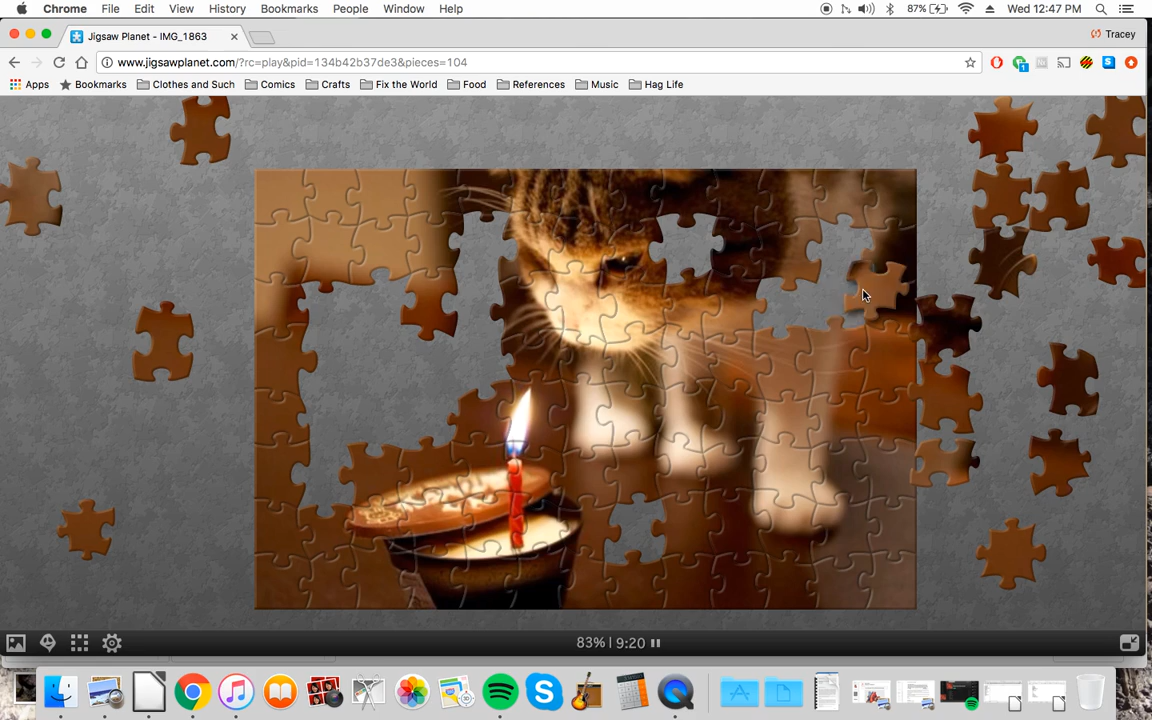 Chrome File Edit View History Bookmarks People Window Help 87% Wed 12:47 PM
Jigsaw Planet - IMG_1863 Tracey
www.jigsawplanet.com/?rc=play&pid=134b42b37de3&pieces=104
Apps Bookmarks Clothes and Such Comics Crafts Fix the World Food References Music Hag Life
83% | 9:20